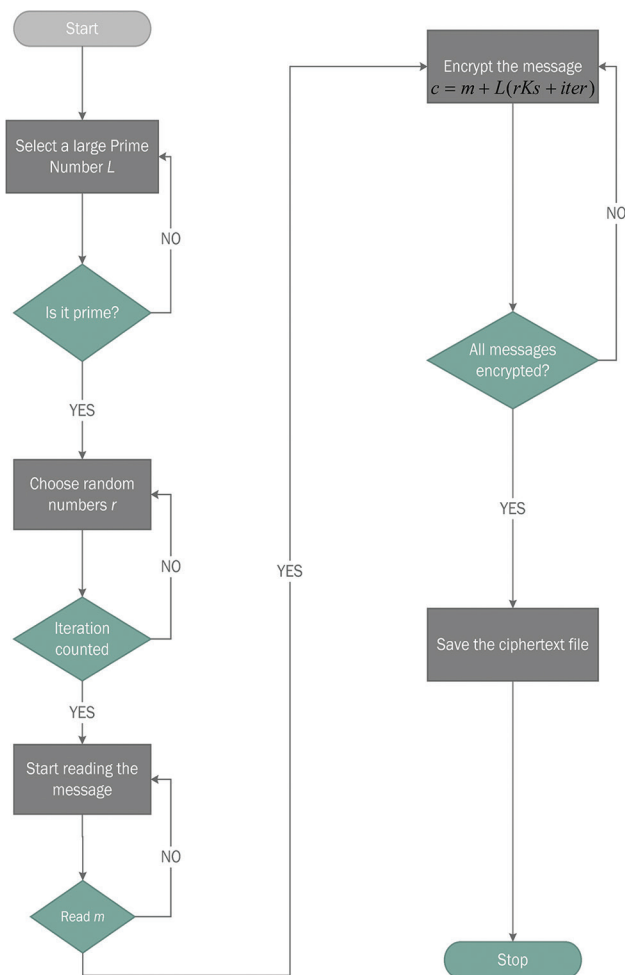 Start
Select a large Prime
Number L
NO
Is it prime?
YES
Choose random
numbers r
NO
Iteration
counted
YES
Start reading the
message
NO
Read m
YES
Encrypt the message
c = m + L(rKs + iter)
NO
All messages
encrypted?
YES
Save the ciphertext file
Stop